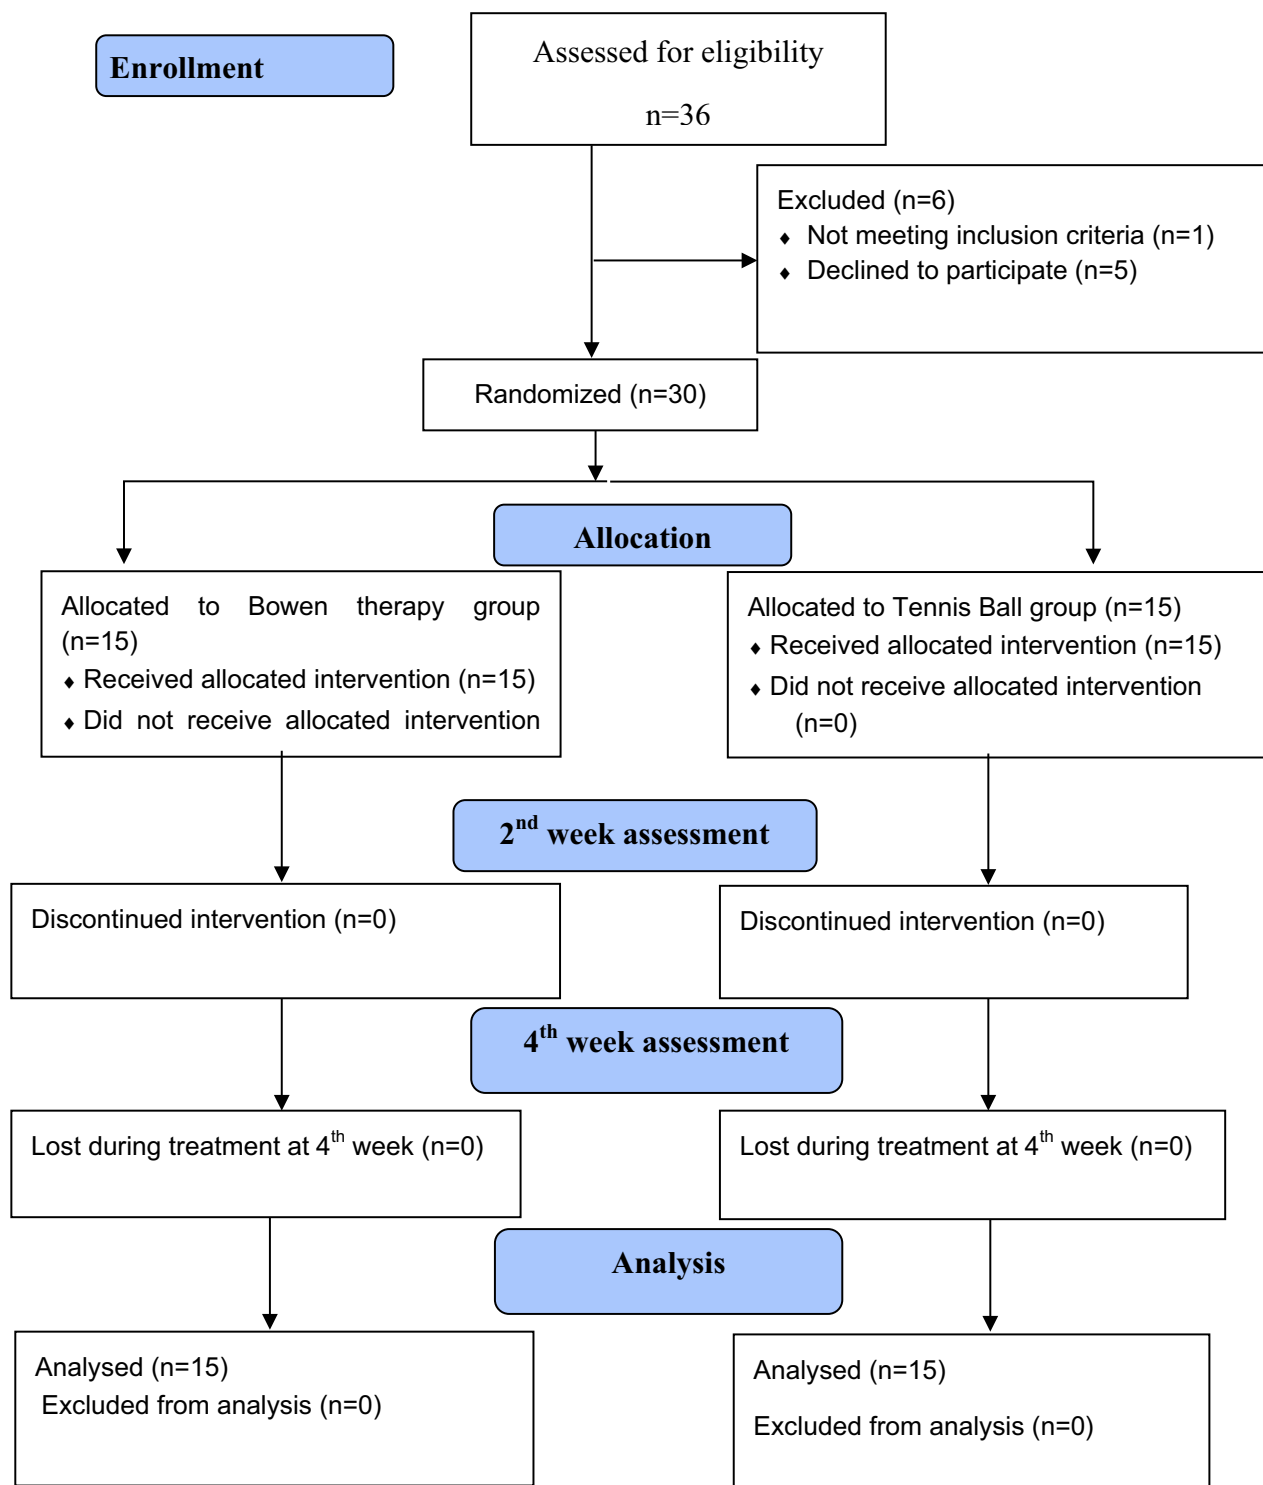 Enrollment
Assessed for eligibility
n=36
Excluded (n=6)
♦ Not meeting inclusion criteria (n=1)
♦ Declined to participate (n=5)
Randomized (n=30)
Allocation
Allocated to Bowen therapy group
(n=15)
♦ Received allocated intervention (n=15)
♦ Did not receive allocated intervention
Allocated to Tennis Ball group (n=15)
♦ Received allocated intervention (n=15)
♦ Did not receive allocated intervention
(n=0)
2nd week assessment
Discontinued intervention (n=0)
Discontinued intervention (n=0)
4th week assessment
Lost during treatment at 4th week (n=0)
Lost during treatment at 4th week (n=0)
Analysis
Analysed (n=15)
Excluded from analysis (n=0)
Analysed (n=15)
Excluded from analysis (n=0)